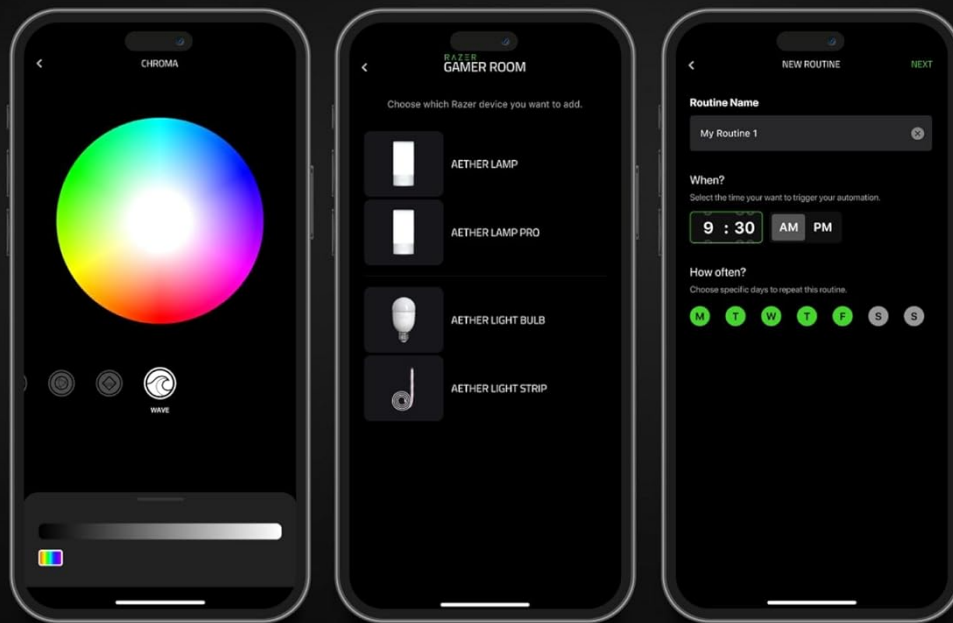 CHROMA
WAVE
RAZER
GAMER ROOM
Choose which Razer device you want to add.
AETHER LAMP
AETHER LAMP PRO
AETHER LIGHT BULB
AETHER LIGHT STRIP
NEW ROUTINE
NEXT
Routine Name
My Routine 1
When?
Select the time your want to trigger your automation.
9 : 30
AM
PM
How often?
Choose specific days to repeat this routine.
M T W T F S S